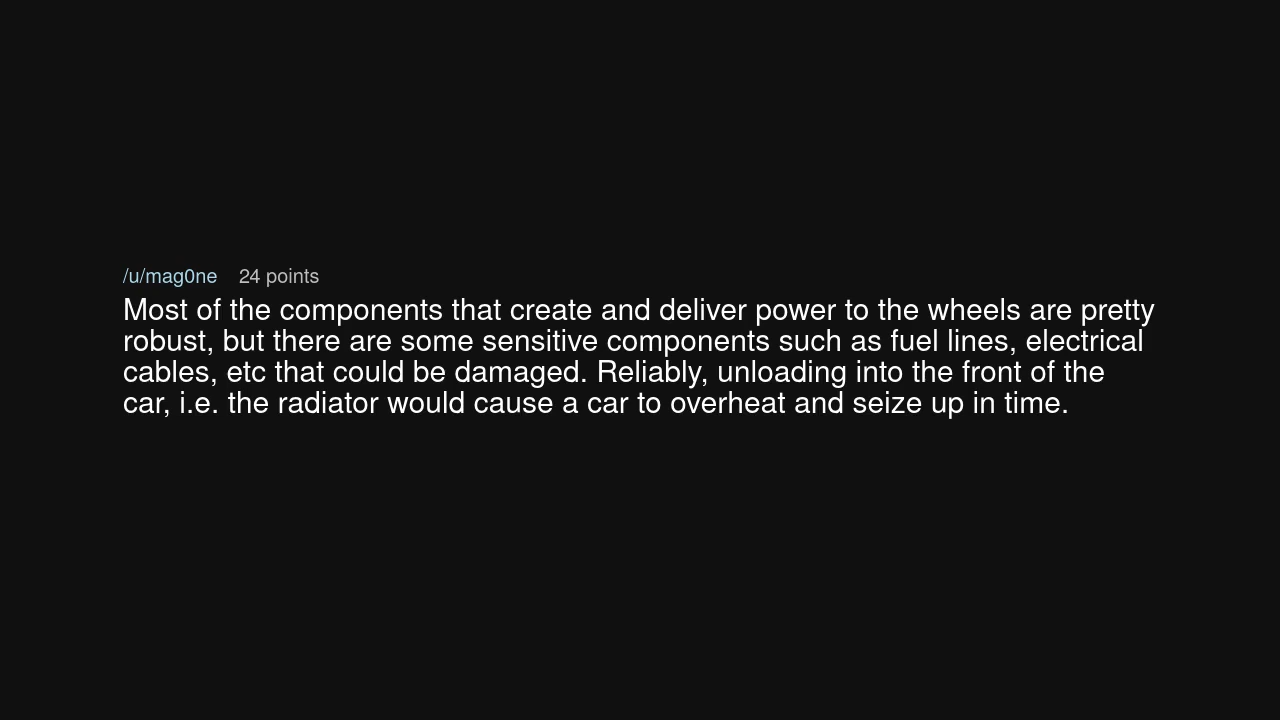 /u/mag0ne 24 points
Most of the components that create and deliver power to the wheels are pretty
robust, but there are some sensitive components such as fuel lines, electrical
cables, etc that could be damaged. Reliably, unloading into the front of the
car, i.e. the radiator would cause a car to overheat and seize up in time.